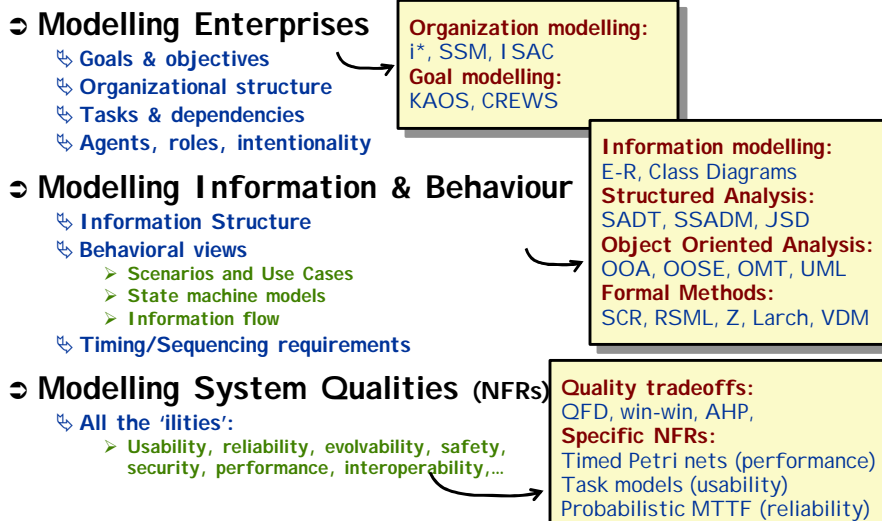 ➲ Modelling Enterprises
Goals & objectives
Organizational structure
Tasks & dependencies
Agents, roles, intentionality
Organization modelling:
i*, SSM, ISAC
Goal modelling:
KAOS, CREWS
➲ Modelling Information & Behaviour
Information Structure
Behavioral views
➢ Scenarios and Use Cases
➢ State machine models
➢ Information flow
Timing/Sequencing requirements
Information modelling:
E-R, Class Diagrams
Structured Analysis:
SADT, SSADM, JSD
Object Oriented Analysis:
OOA, OOSE, OMT, UML
Formal Methods:
SCR, RSML, Z, Larch, VDM
➲ Modelling System Qualities (NFRs)
All the ‘ilities’:
➢ Usability, reliability, evolvability, safety,
security, performance, interoperability,…
Quality tradeoffs:
QFD, win-win, AHP,
Specific NFRs:
Timed Petri nets (performance)
Task models (usability)
Probabilistic MTTF (reliability)